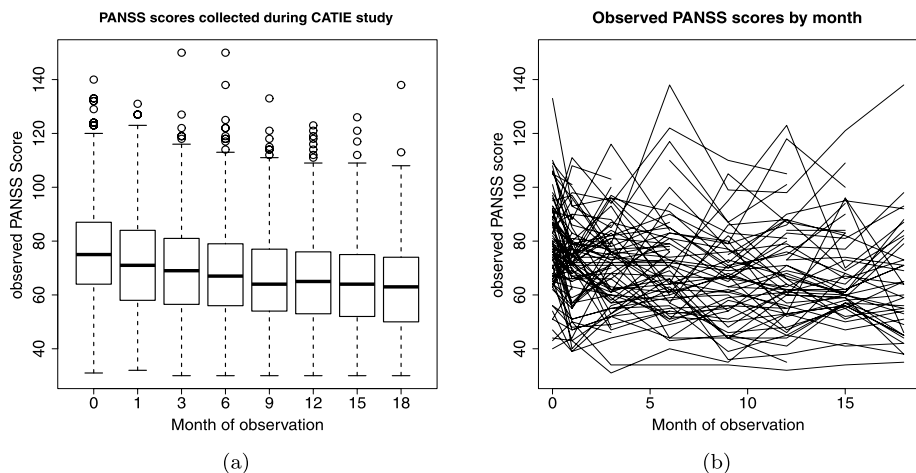 PANSS scores collected during CATIE study
observed PANSS Score
140
120
100
80
60
40
0 1 3 6 9 12 15 18
Month of observation
(a)
Observed PANSS scores by month
observed PANSS score
140
120
100
80
60
40
0 5 10 15
Month of observation
(b)